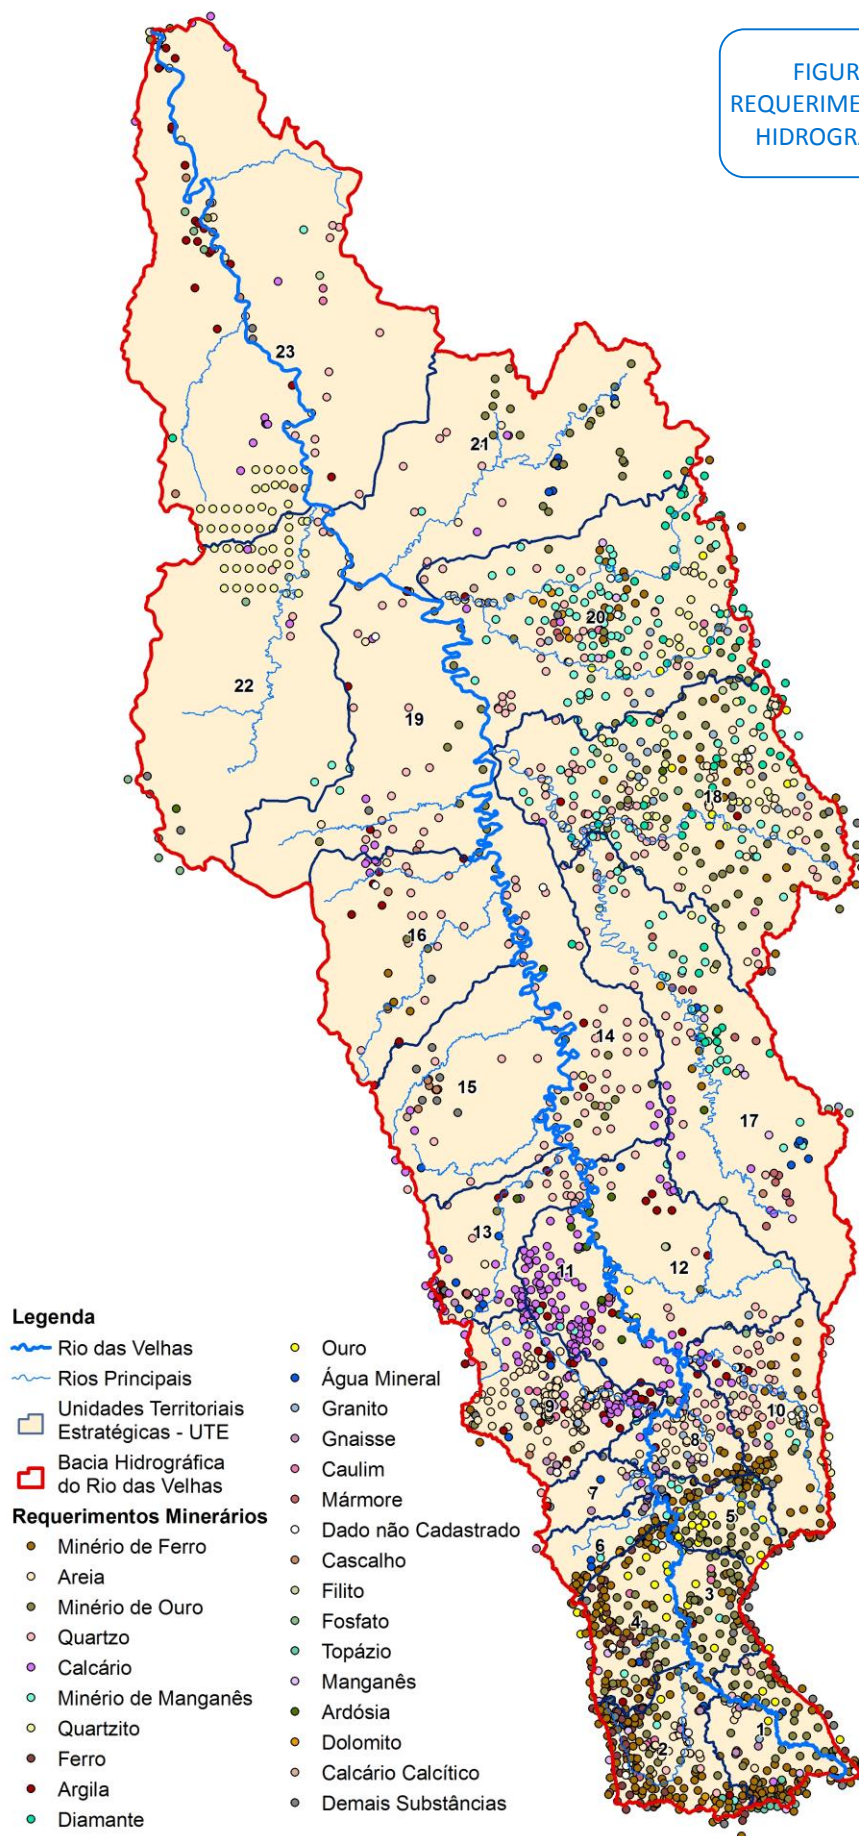 FIGUR
REQUERIME
HIDROGRÁ
23
21
20
22
19
18
16
14
15
17
13
12
11
9
10
8
7
5
6
3
4
1
2
Legenda
Rio das Velhas
Rios Principais
Unidades Territoriais
Estratégicas - UTE
Bacia Hidrográfica
do Rio das Velhas
Requerimentos Minerários
Minério de Ferro
Areia
Minério de Ouro
Quartzo
Calcário
Minério de Manganês
Quartzito
Ferro
Argila
Diamante
Ouro
Água Mineral
Granito
Gnaisse
Caulim
Mármore
Dado não Cadastrado
Cascalho
Filito
Fosfato
Topázio
Manganês
Ardósia
Dolomito
Calcário Calcítico
Demais Substâncias